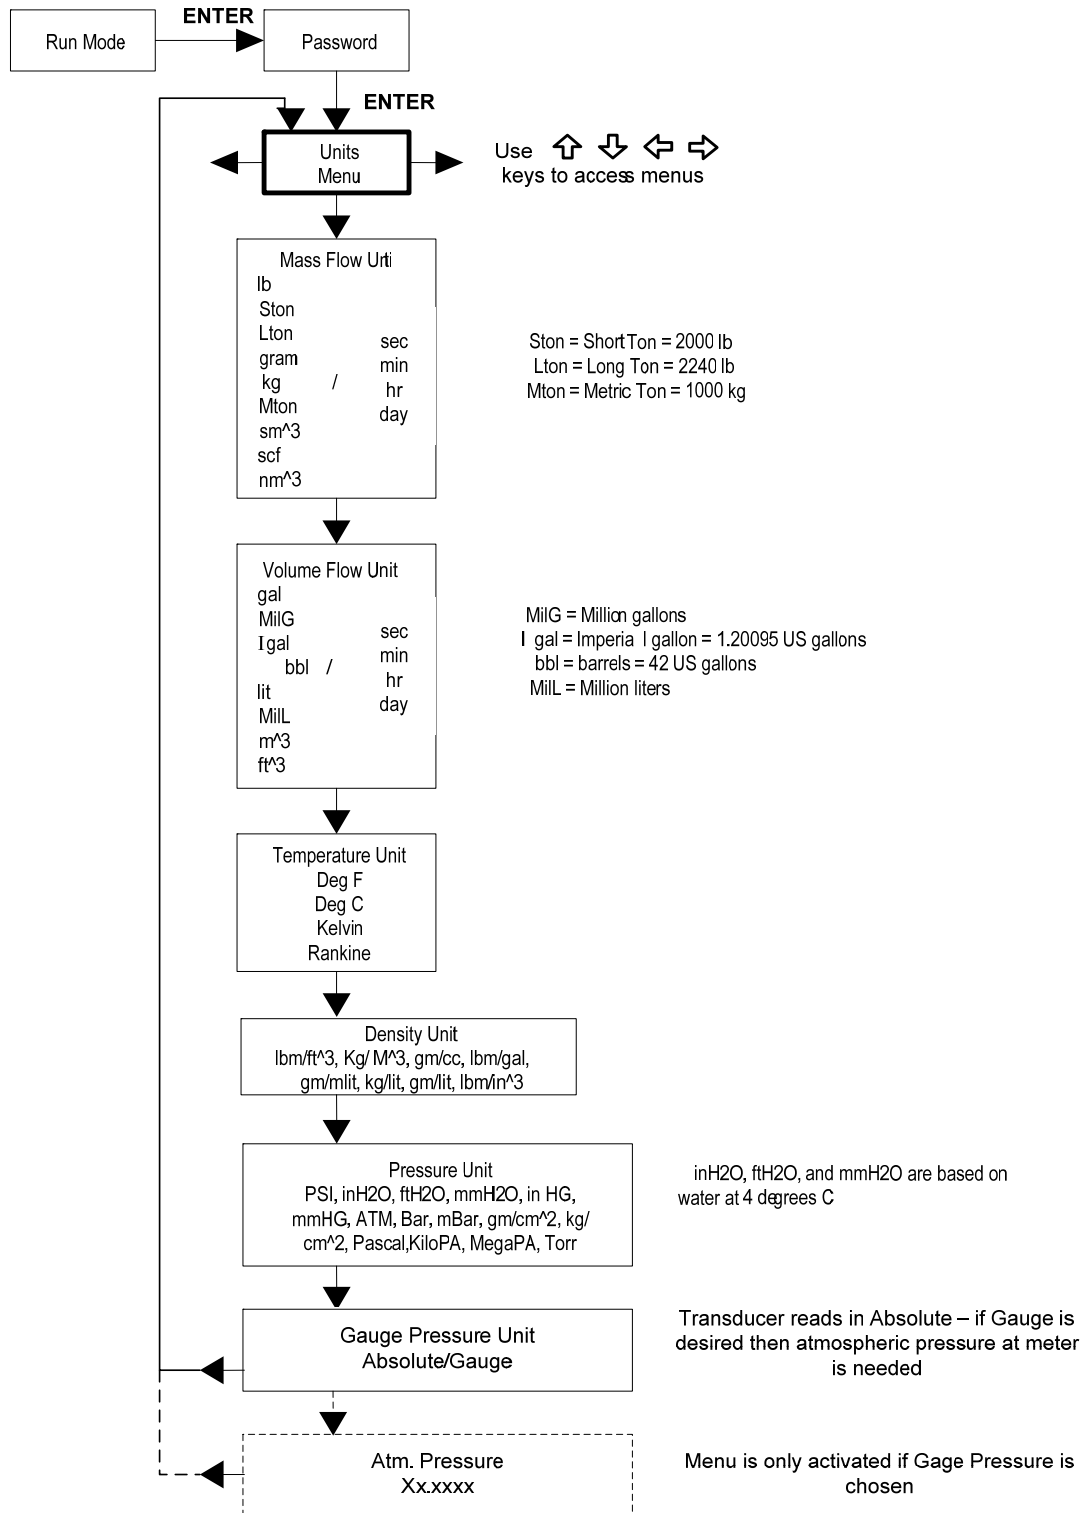 ENTER
Run Mode
Password
ENTER
Units
Menu
Use
keys to access menus
Mass Flow Urti
lb
Ston
Lton
gram
kg /
Mton
sm^3
scf
nm^3
sec
min
hr
day
Ston = Short Ton = 2000 lb
Lton = Long Ton = 2240 lb
Mton = Metric Ton = 1000 kg
Volume Flow Unit
gal
MilG
I gal
bbl /
lit
MilL
m^3
ft^3
sec
min
hr
day
MilG = Million gallons
I gal = Imperia l gallon = 1.20095 US gallons
bbl = barrels = 42 US gallons
MilL = Million liters
Temperature Unit
Deg F
Deg C
Kelvin
Rankine
Density Unit
lbm/ft^3, Kg/ M^3, gm/cc, lbm/gal,
gm/mlit, kg/lit, gm/lit, lbm/in^3
Pressure Unit
PSI, inH2O, ftH2O, mmH2O, in HG,
mmHG, ATM, Bar, mBar, gm/cm^2, kg/
cm^2, Pascal,KiloPA, MegaPA, Torr
inH2O, ftH2O, and mmH2O are based on
water at 4 degrees C
Gauge Pressure Unit
Absolute/Gauge
Transducer reads in Absolute – if Gauge is
desired then atmospheric pressure at meter
is needed
Atm. Pressure
Xx.xxxx
Menu is only activated if Gage Pressure is
chosen